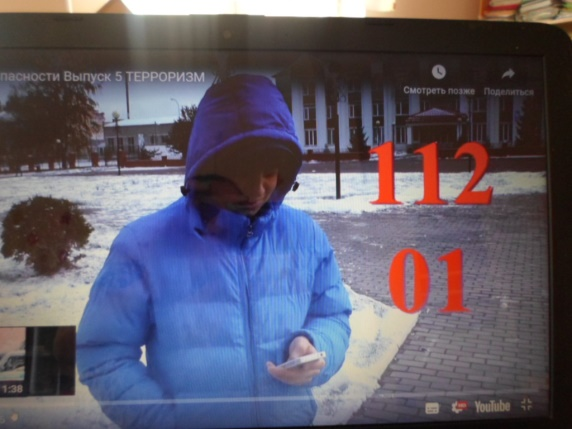 пасности Выпуск 5 ТЕРРОРИЗМ
Смотреть позже
Поделиться
112
01
1:38
YouTube